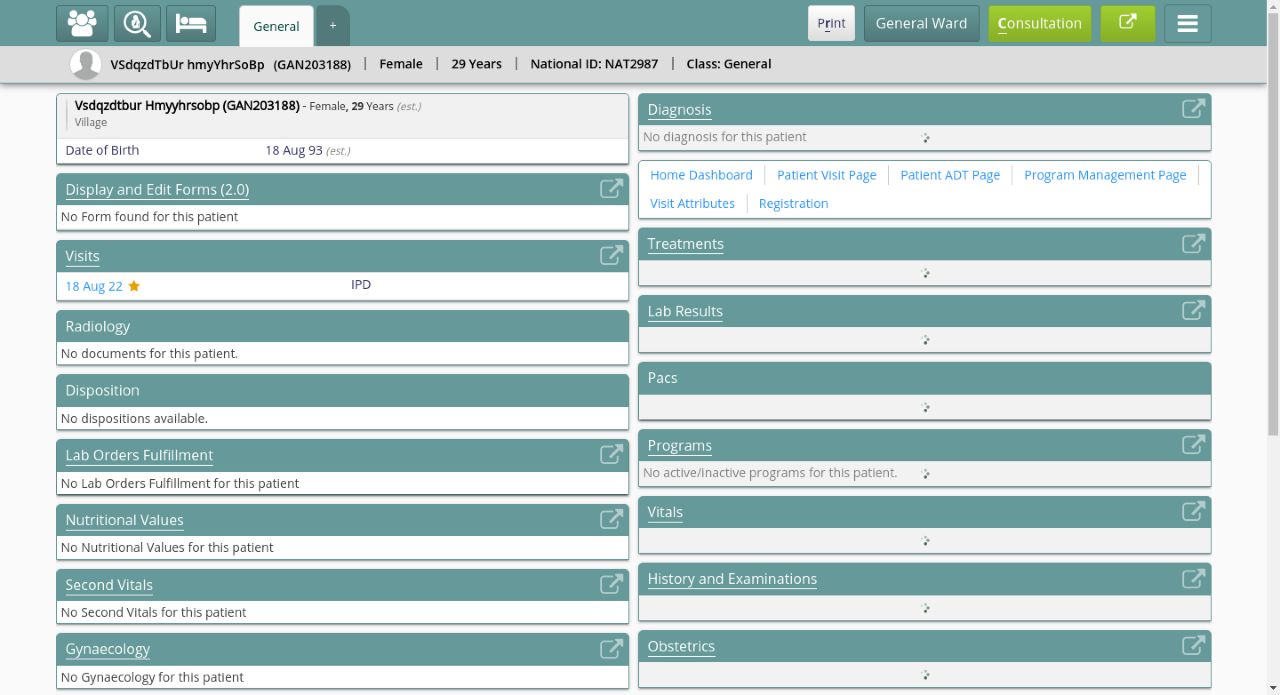 General
+
Print
General Ward
Consultation
VSdqzdTbUr hmyYhrSoBp (GAN203188) | Female | 29 Years | National ID: NAT2987 | Class: General
Vsdqzdtbur Hmyyhrsobp (GAN203188) - Female, 29 Years (est.)
Village
Date of Birth 18 Aug 93 (est.)
Display and Edit Forms (2.0)
No Form found for this patient
Visits
18 Aug 22 IPD
Radiology
No documents for this patient.
Disposition
No dispositions available.
Lab Orders Fulfillment
No Lab Orders Fulfillment for this patient
Nutritional Values
No Nutritional Values for this patient
Second Vitals
No Second Vitals for this patient
Gynaecology
No Gynaecology for this patient
Diagnosis
No diagnosis for this patient
Home Dashboard | Patient Visit Page | Patient ADT Page | Program Management Page |
Visit Attributes | Registration
Treatments
Lab Results
Pacs
Programs
No active/inactive programs for this patient.
Vitals
History and Examinations
Obstetrics